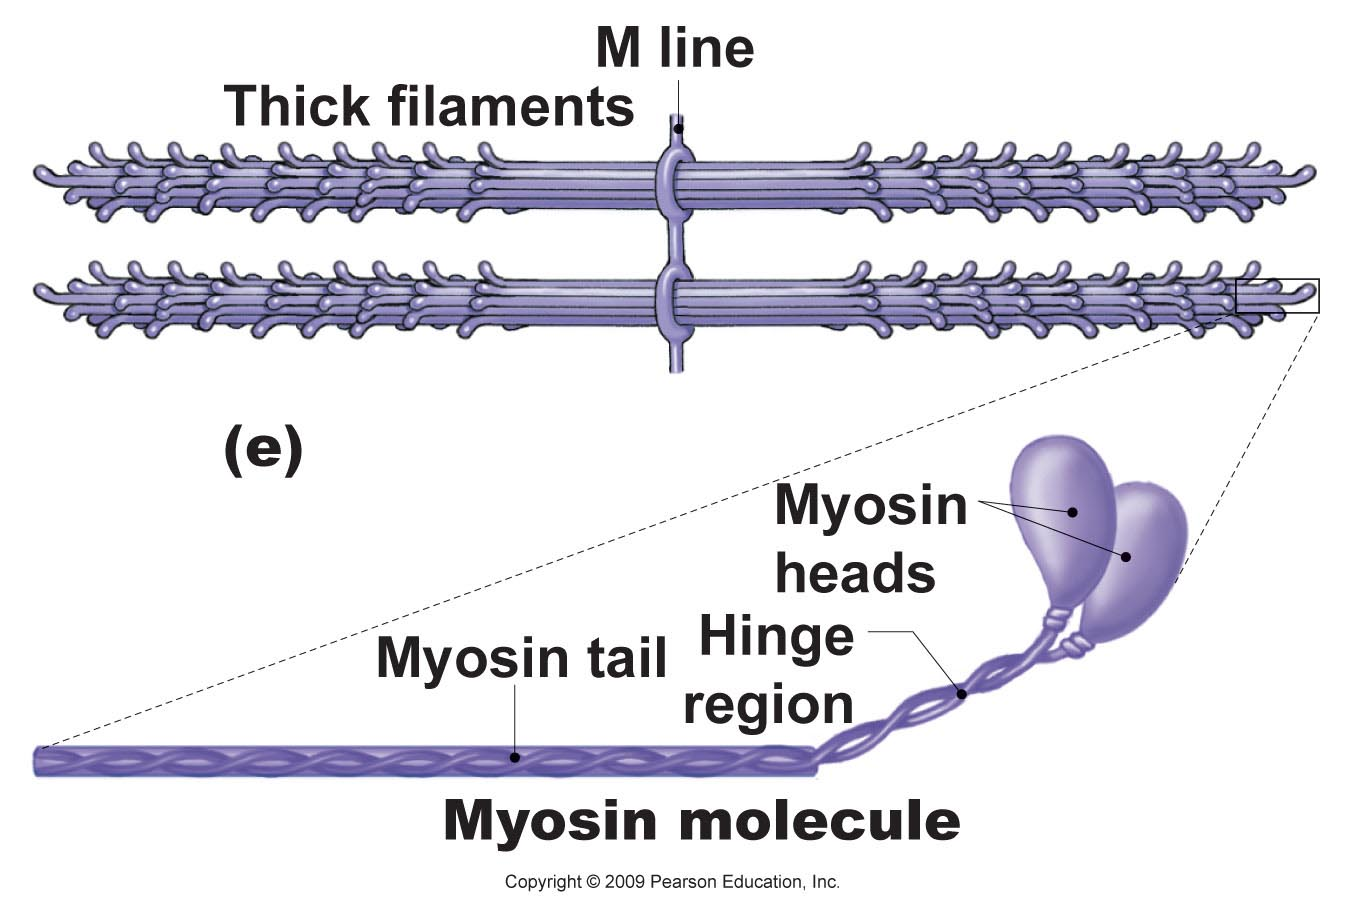 M line
Thick filaments
(e)
Myosin
heads
Hinge
region
Myosin tail
Myosin molecule
Copyright © 2009 Pearson Education, Inc.